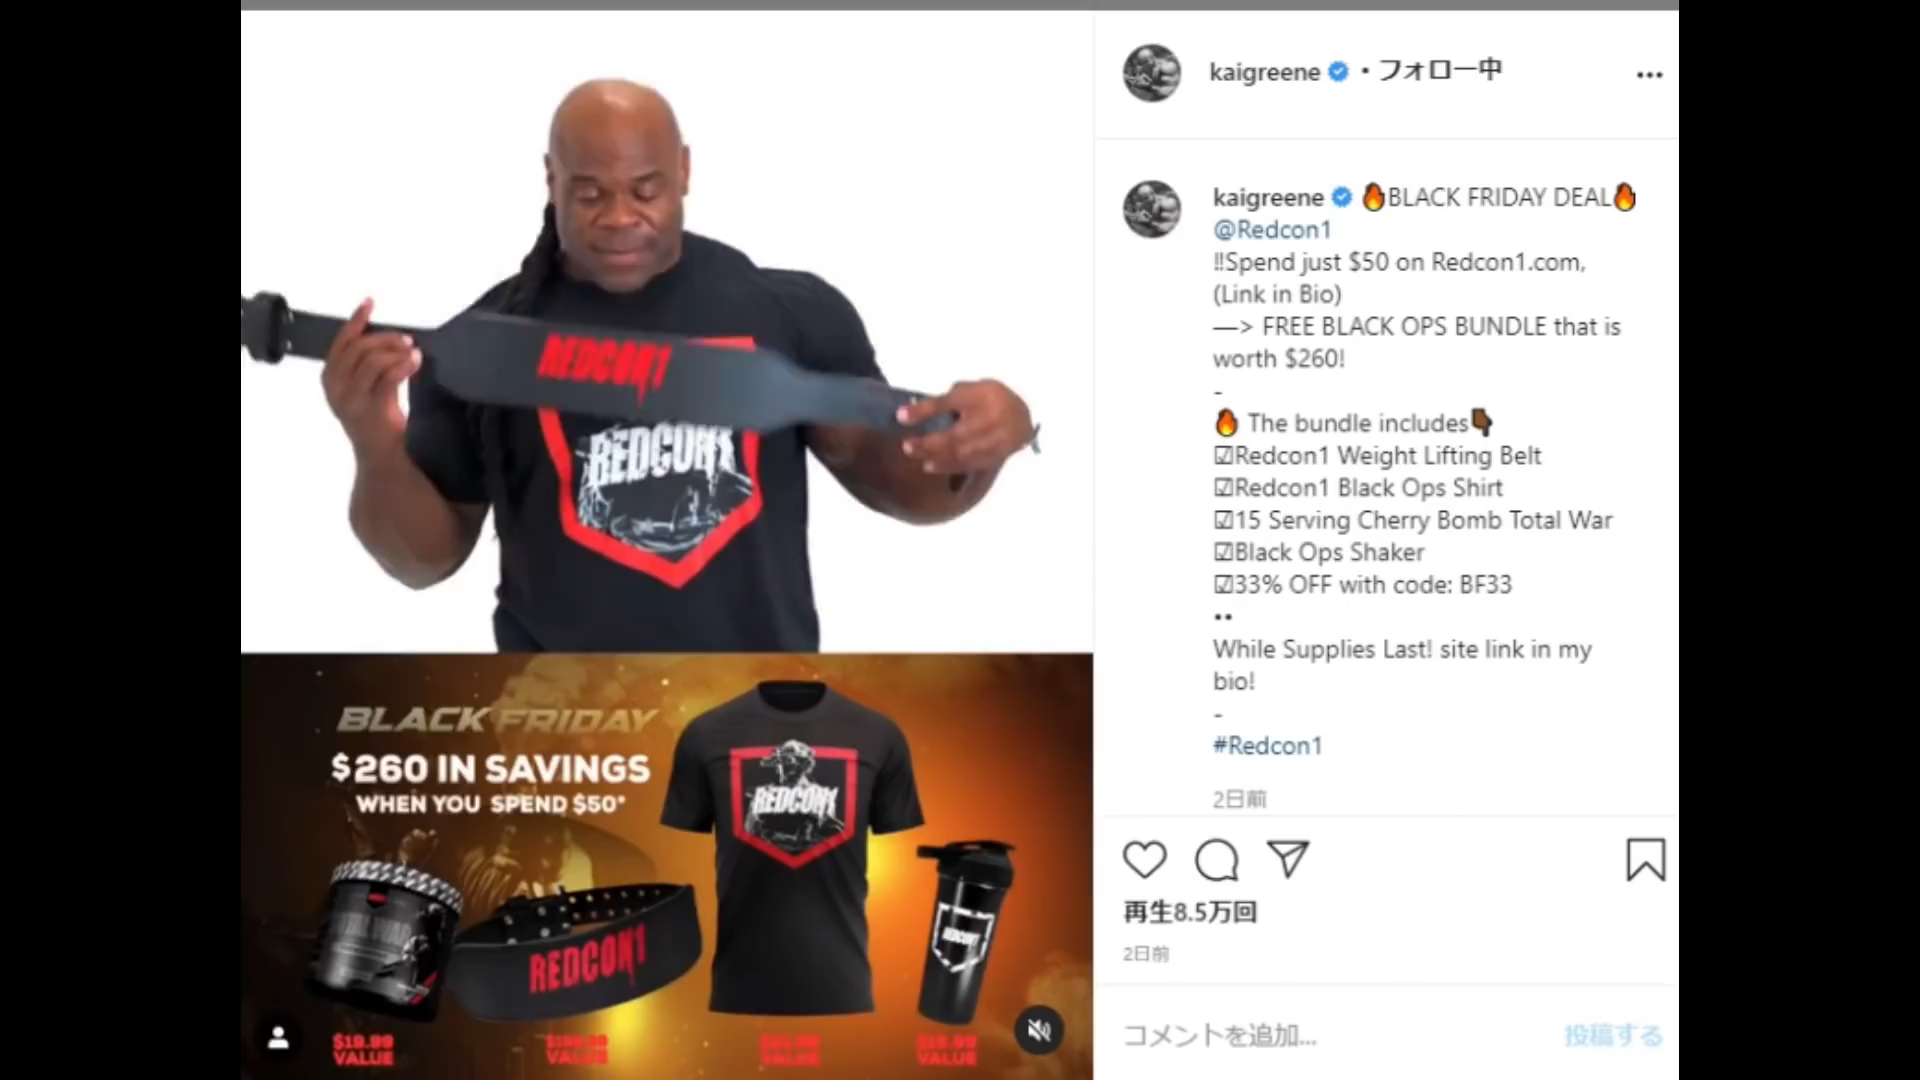 REDCON1
REDCON1
BLACK FRIDAY
$260 IN SAVINGS
WHEN YOU SPEND $50*
REDCON1
REDCON1
REDCON1
$19.99
VALUE
VALUE
VALUE
$19.99
VALUE
kaigreene • フォロー中
kaigreene 🔥BLACK FRIDAY DEAL🔥
@Redcon1
‼Spend just $50 on Redcon1.com,
(Link in Bio)
—> FREE BLACK OPS BUNDLE that is
worth $260!
-
🔥 The bundle includes👇🏿
☑Redcon1 Weight Lifting Belt
☑Redcon1 Black Ops Shirt
☑15 Serving Cherry Bomb Total War
☑Black Ops Shaker
☑33% OFF with code: BF33
••
While Supplies Last! site link in my
bio!
-
#Redcon1
2日前
再生8.5万回
2日前
コメントを追加...
投稿する